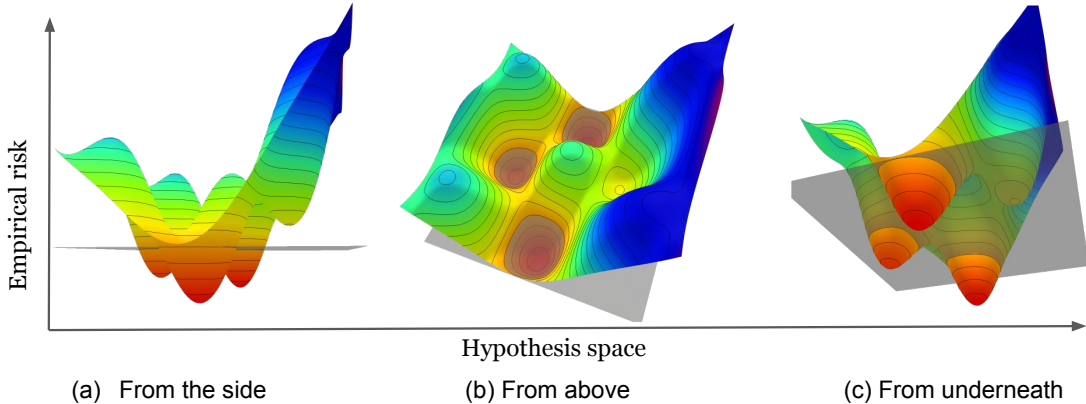 Empirical risk
Hypothesis space
(a) From the side
(b) From above
(c) From underneath